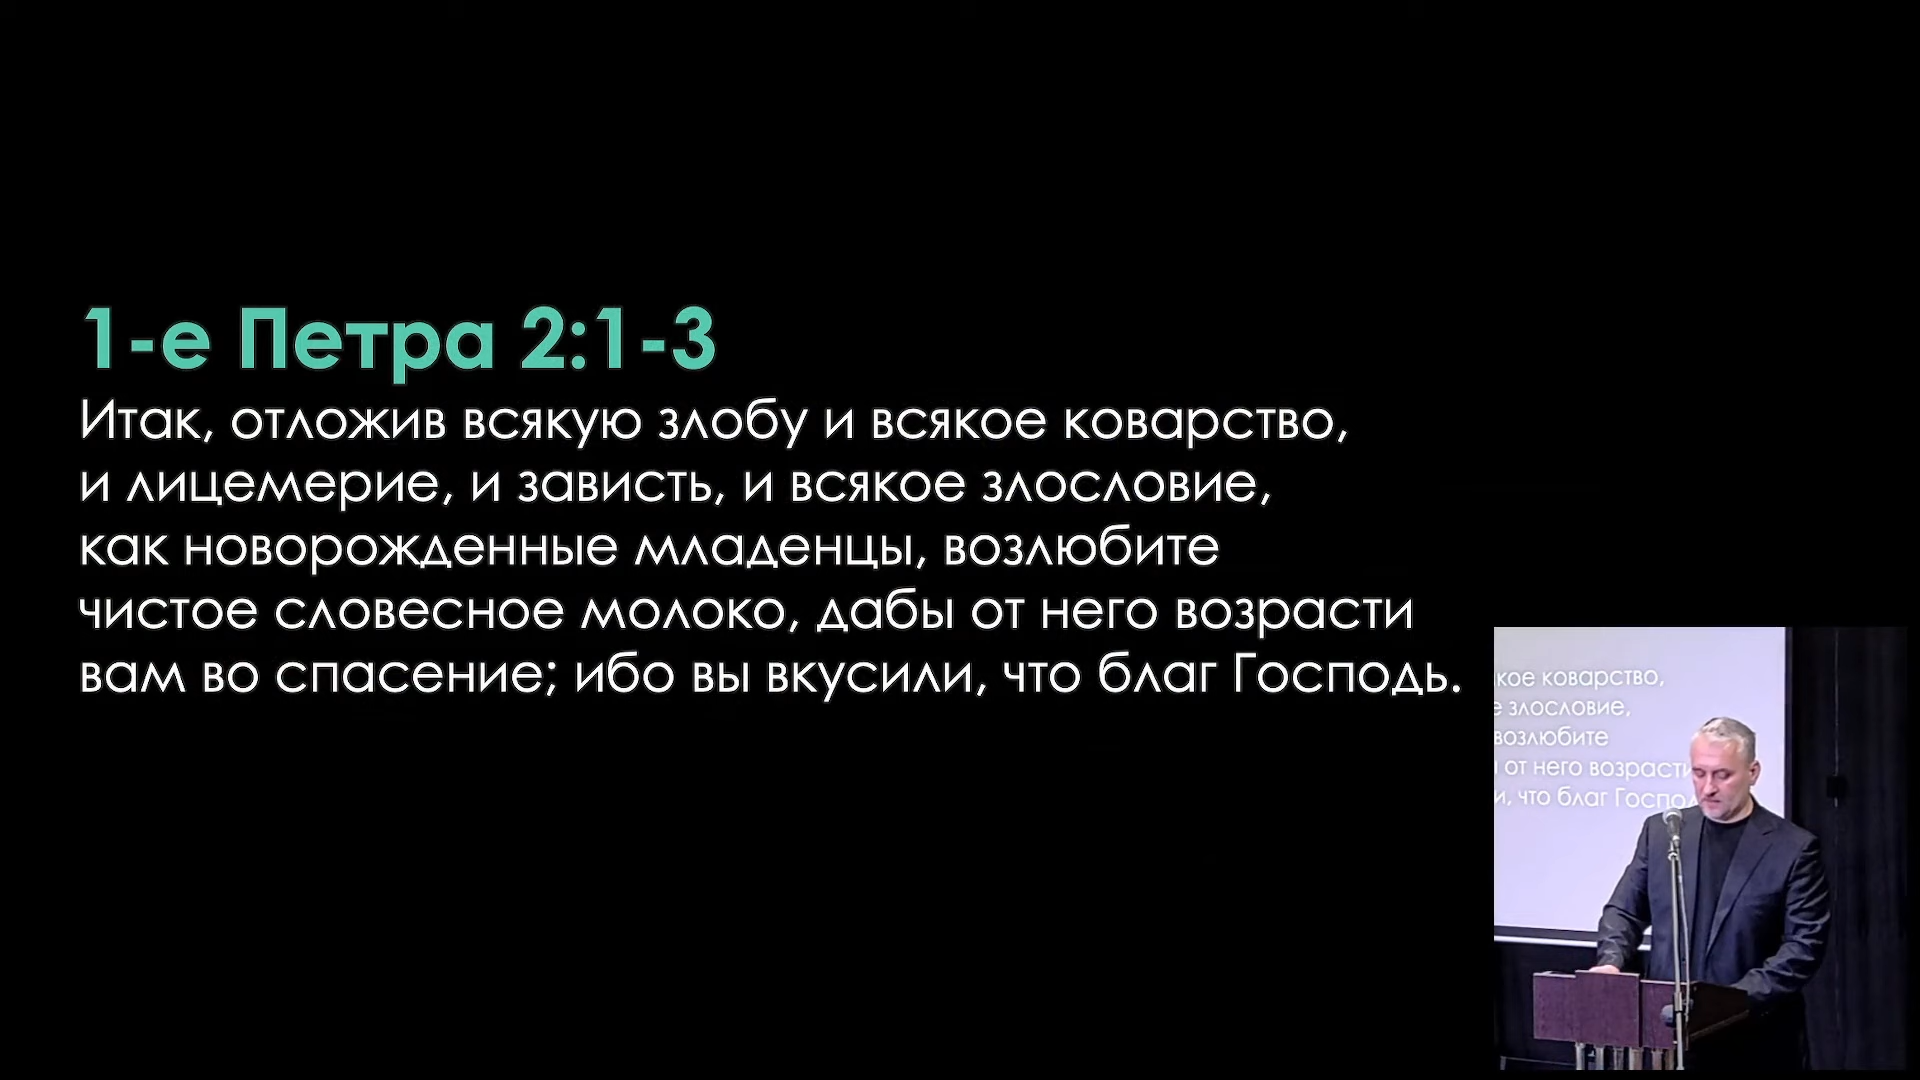 1-е Петра 2:1-3
Итак, отложив всякую злобу и всякое коварство,
и лицемерие, и зависть, и всякое злословие,
как новорожденные младенцы, возлюбите
чистое словесное молоко, дабы от него возрасти
вам во спасение; ибо вы вкусили, что благ Господь.
кое коварство,
е злословие,
возлюбите
от него возрасти
и, что благ Господ